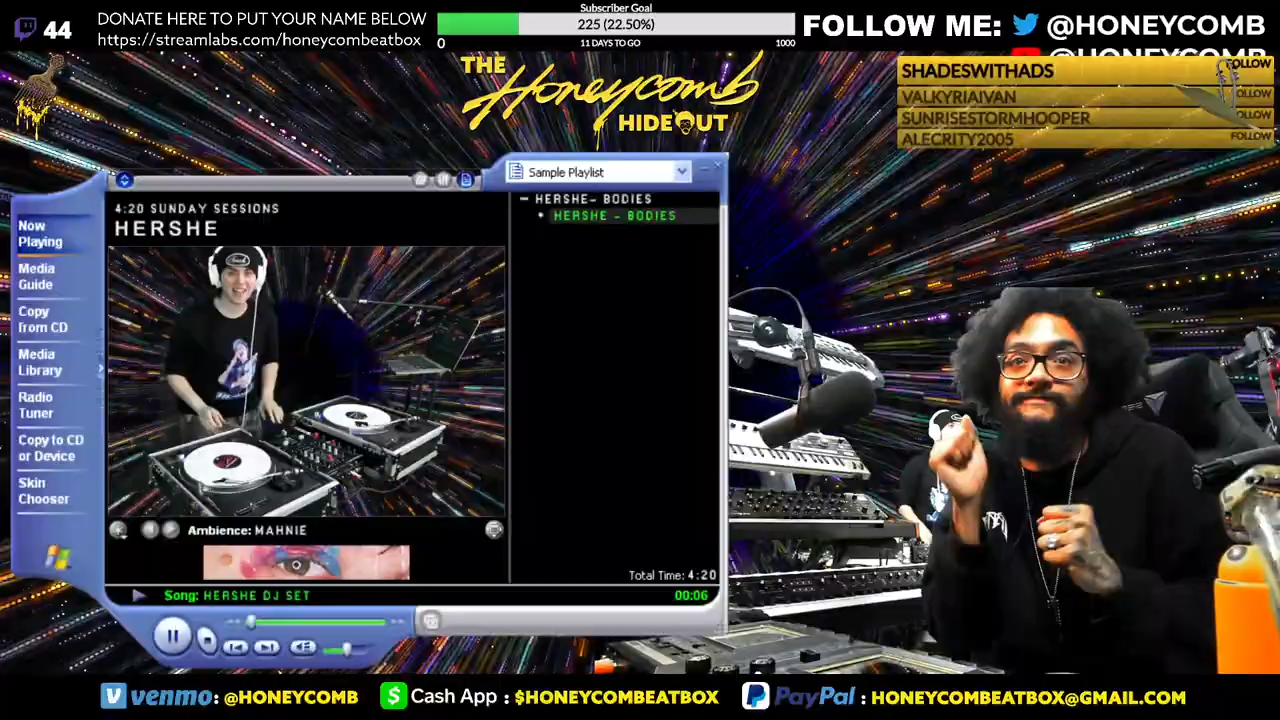 44
DONATE HERE TO PUT YOUR NAME BELOW
https://streamlabs.com/honeycombeatbox
Subscriber Goal
225 (22.50%)
0
11 DAYS TO GO
1000
FOLLOW ME: @HONEYCOMB
@HONEYCOMB
THE
Honeycomb
HIDEOUT
SHADESWITHADS FOLLOW
VALKYRIAIVAN FOLLOW
SUNRISESTORMHOOPER FOLLOW
ALECRITY2005 FOLLOW
Sample Playlist
4:20 SUNDAY SESSIONS
HERSHE
HERSHE- BODIES
HERSHE - BODIES
Now
Playing
Media
Guide
Copy
from CD
Media
Library
Radio
Tuner
Copy to CD
or Device
Skin
Chooser
Ambience: MAHNIE
Total Time: 4:20
Song: HERSHE DJ SET
00:06
venmo: @HONEYCOMB
Cash App : $HONEYCOMBEATBOX
PayPal : HONEYCOMBEATBOX@GMAIL.COM